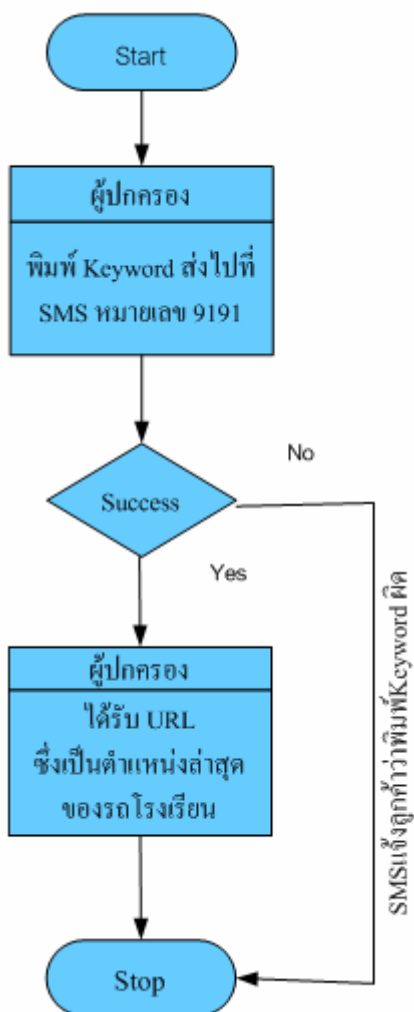 Start
ผู้ปกครอง
พิมพ์ Keyword ส่งไปที่
SMS หมายเลข 9191
No
Success
Yes
ผู้ปกครอง
ได้รับ URL
ซึ่งเป็นตำแหน่งล่าสุด
ของรถโรงเรียน
SMSแจ้งลูกค้าว่าพิมพ์Keyword ผิด
Stop